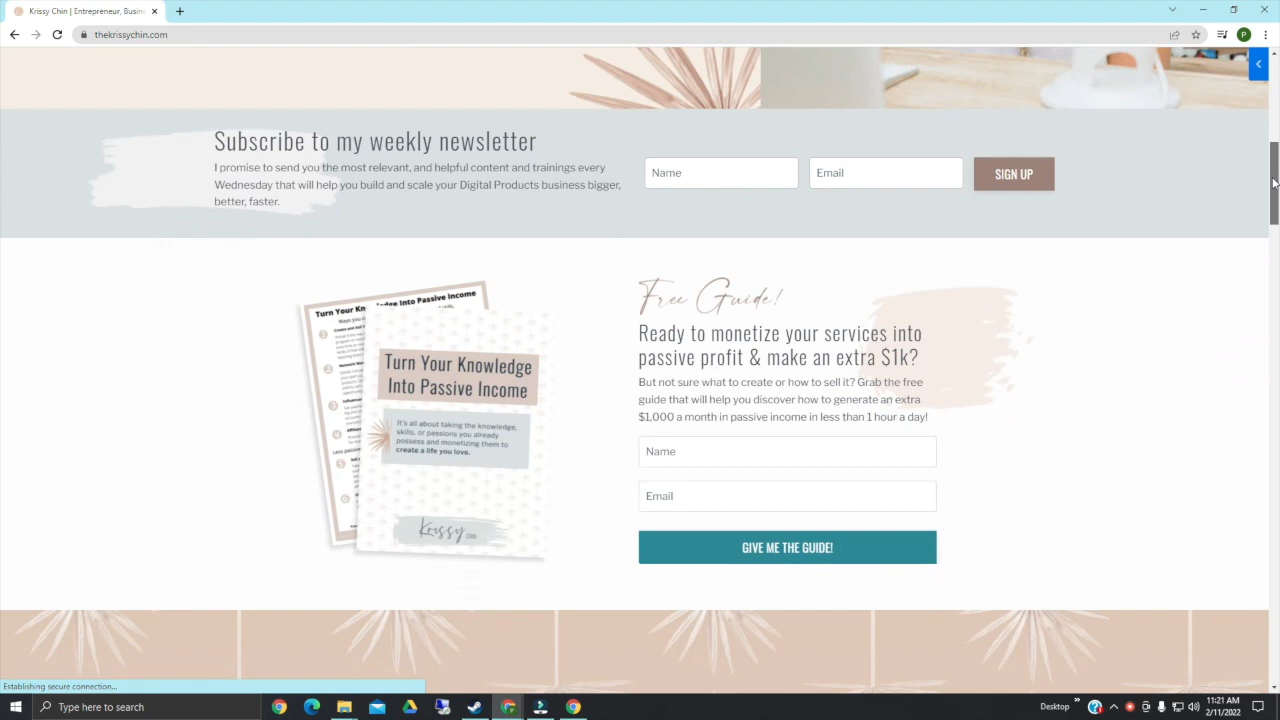 Krissy Chin | Entrepreneur, Busin
thekrissychin.com
P
Subscribe to my weekly newsletter
I promise to send you the most relevant, and helpful content and trainings every
Wednesday that will help you build and scale your Digital Products business bigger,
better, faster.
Name
Email
SIGN UP
Turn Your Knowledge Into Passive Income
Turn Your Knowledge
Into Passive Income
It's all about taking the knowledge,
skills, or passions you already
possess and monetizing them to
create a life you love.
Krissy
Free Guide!
Ready to monetize your services into
passive profit & make an extra $1k?
But not sure what to create or how to sell it? Grab the free
guide that will help you discover how to generate an extra
$1,000 a month in passive income in less than 1 hour a day!
Name
Email
GIVE ME THE GUIDE!
Establishing secure connection...
Type here to search
Desktop
11:21 AM
2/11/2022